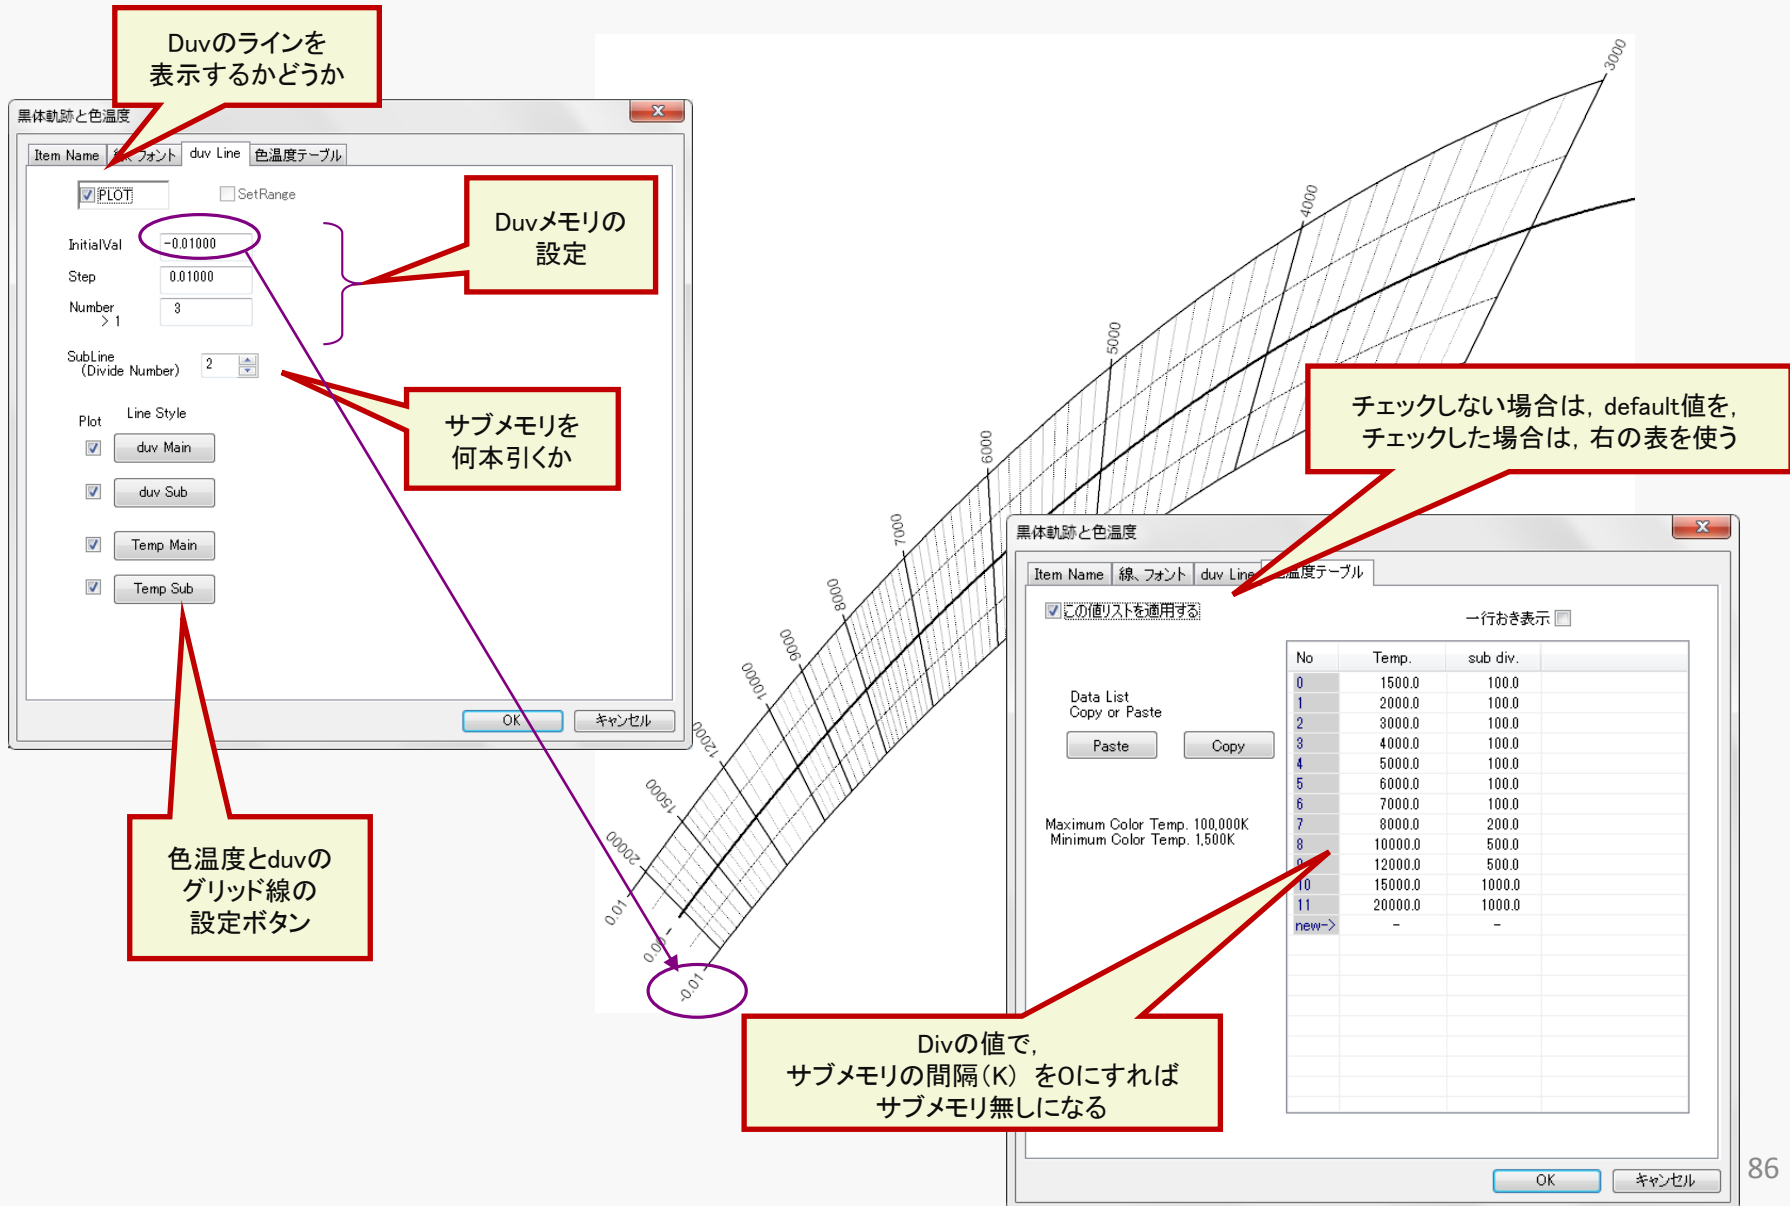 Duvのラインを
表示するかどうか
黒体軌跡と色温度
Item Name
フォント
duv Line
色温度テーブル
PLOT
SetRange
InitialVal
-0.01000
Step
0.01000
Number
> 1
3
SubLine
(Divide Number)
2
Plot
Line Style
duv Main
duv Sub
Temp Main
Temp Sub
OK
キャンセル
Duvメモリの
設定
サブメモリを
何本引くか
色温度とduvの
グリッド線の
設定ボタン
3000
4000
5000
6000
7000
8000
9000
10000
12000
15000
20000
0.01
0.00
-0.01
チェックしない場合は, default値を,
チェックした場合は, 右の表を使う
黒体軌跡と色温度
Item Name
線、フォント
duv Line
温度テーブル
この値リストを適用する
一行おき表示
Data List
Copy or Paste
Paste
Copy
Maximum Color Temp. 100,000K
Minimum Color Temp. 1,500K
No Temp. sub div.
0 1500.0 100.0
1 2000.0 100.0
2 3000.0 100.0
3 4000.0 100.0
4 5000.0 100.0
5 6000.0 100.0
6 7000.0 100.0
7 8000.0 200.0
8 10000.0 500.0
12000.0 500.0
10 15000.0 1000.0
11 20000.0 1000.0
new-> - -
Divの値で,
サブメモリの間隔(K) を0にすれば
サブメモリ無しになる
OK
キャンセル
86